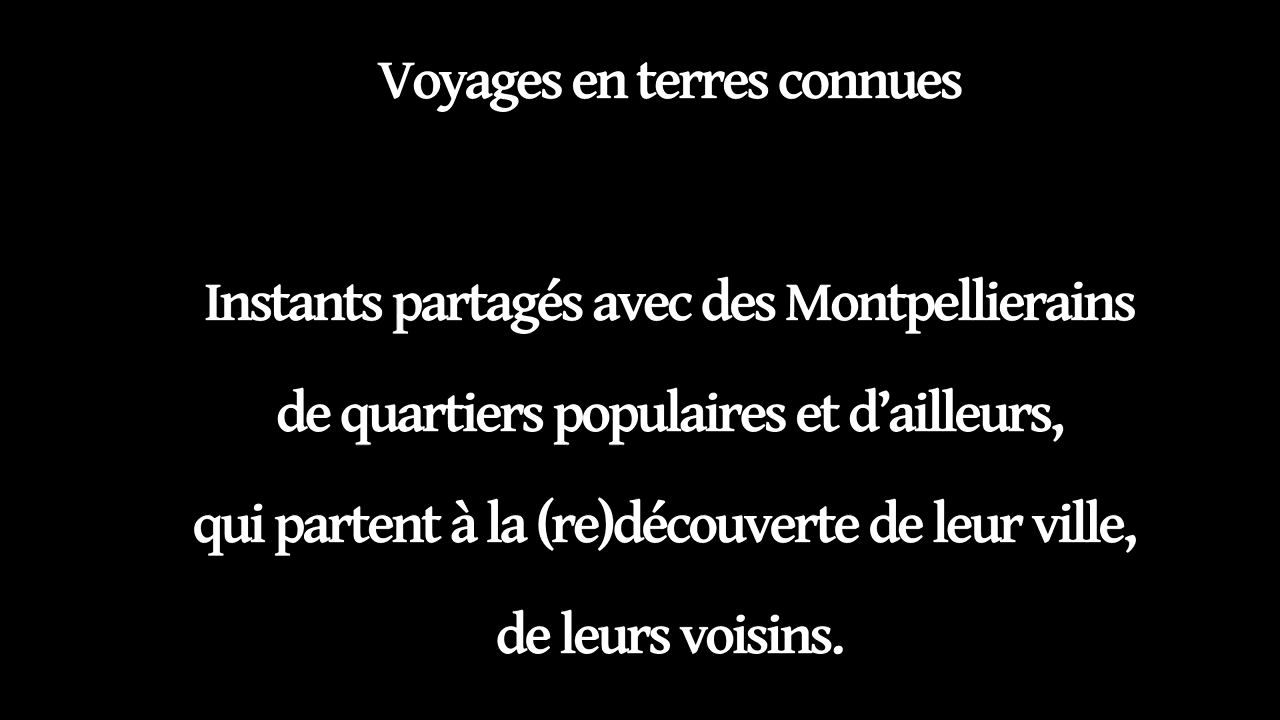 Voyages en terres connues
Instants partagés avec des Montpellierains
de quartiers populaires et d’ailleurs,
qui partent à la (re)découverte de leur ville,
de leurs voisins.